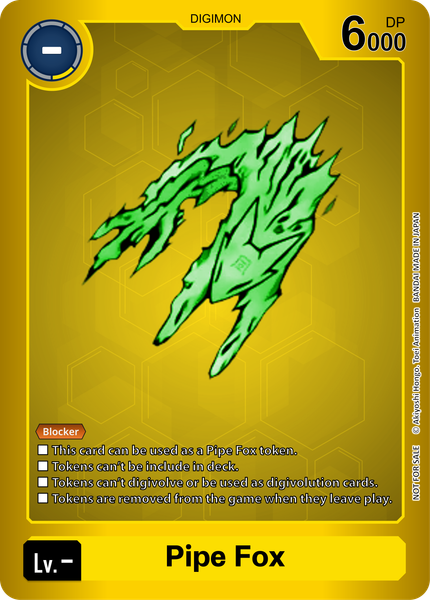 DIGIMON
-
DP
6000
Blocker
■ This card can be used as a Pipe Fox token.
■ Tokens can't be include in deck.
■ Tokens can't digivolve or be used as digivolution cards.
■ Tokens are removed from the game when they leave play.
NOT FOR SALE © Akiyoshi Hongo, Toei Animation BANDAI MADE IN JAPAN
Lv.-
Pipe Fox